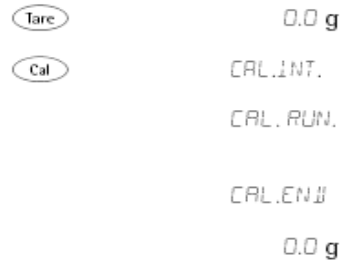 Tare 0.0 g
Cal CAL.INT.
CAL. RUN.
CAL.END
0.0 g